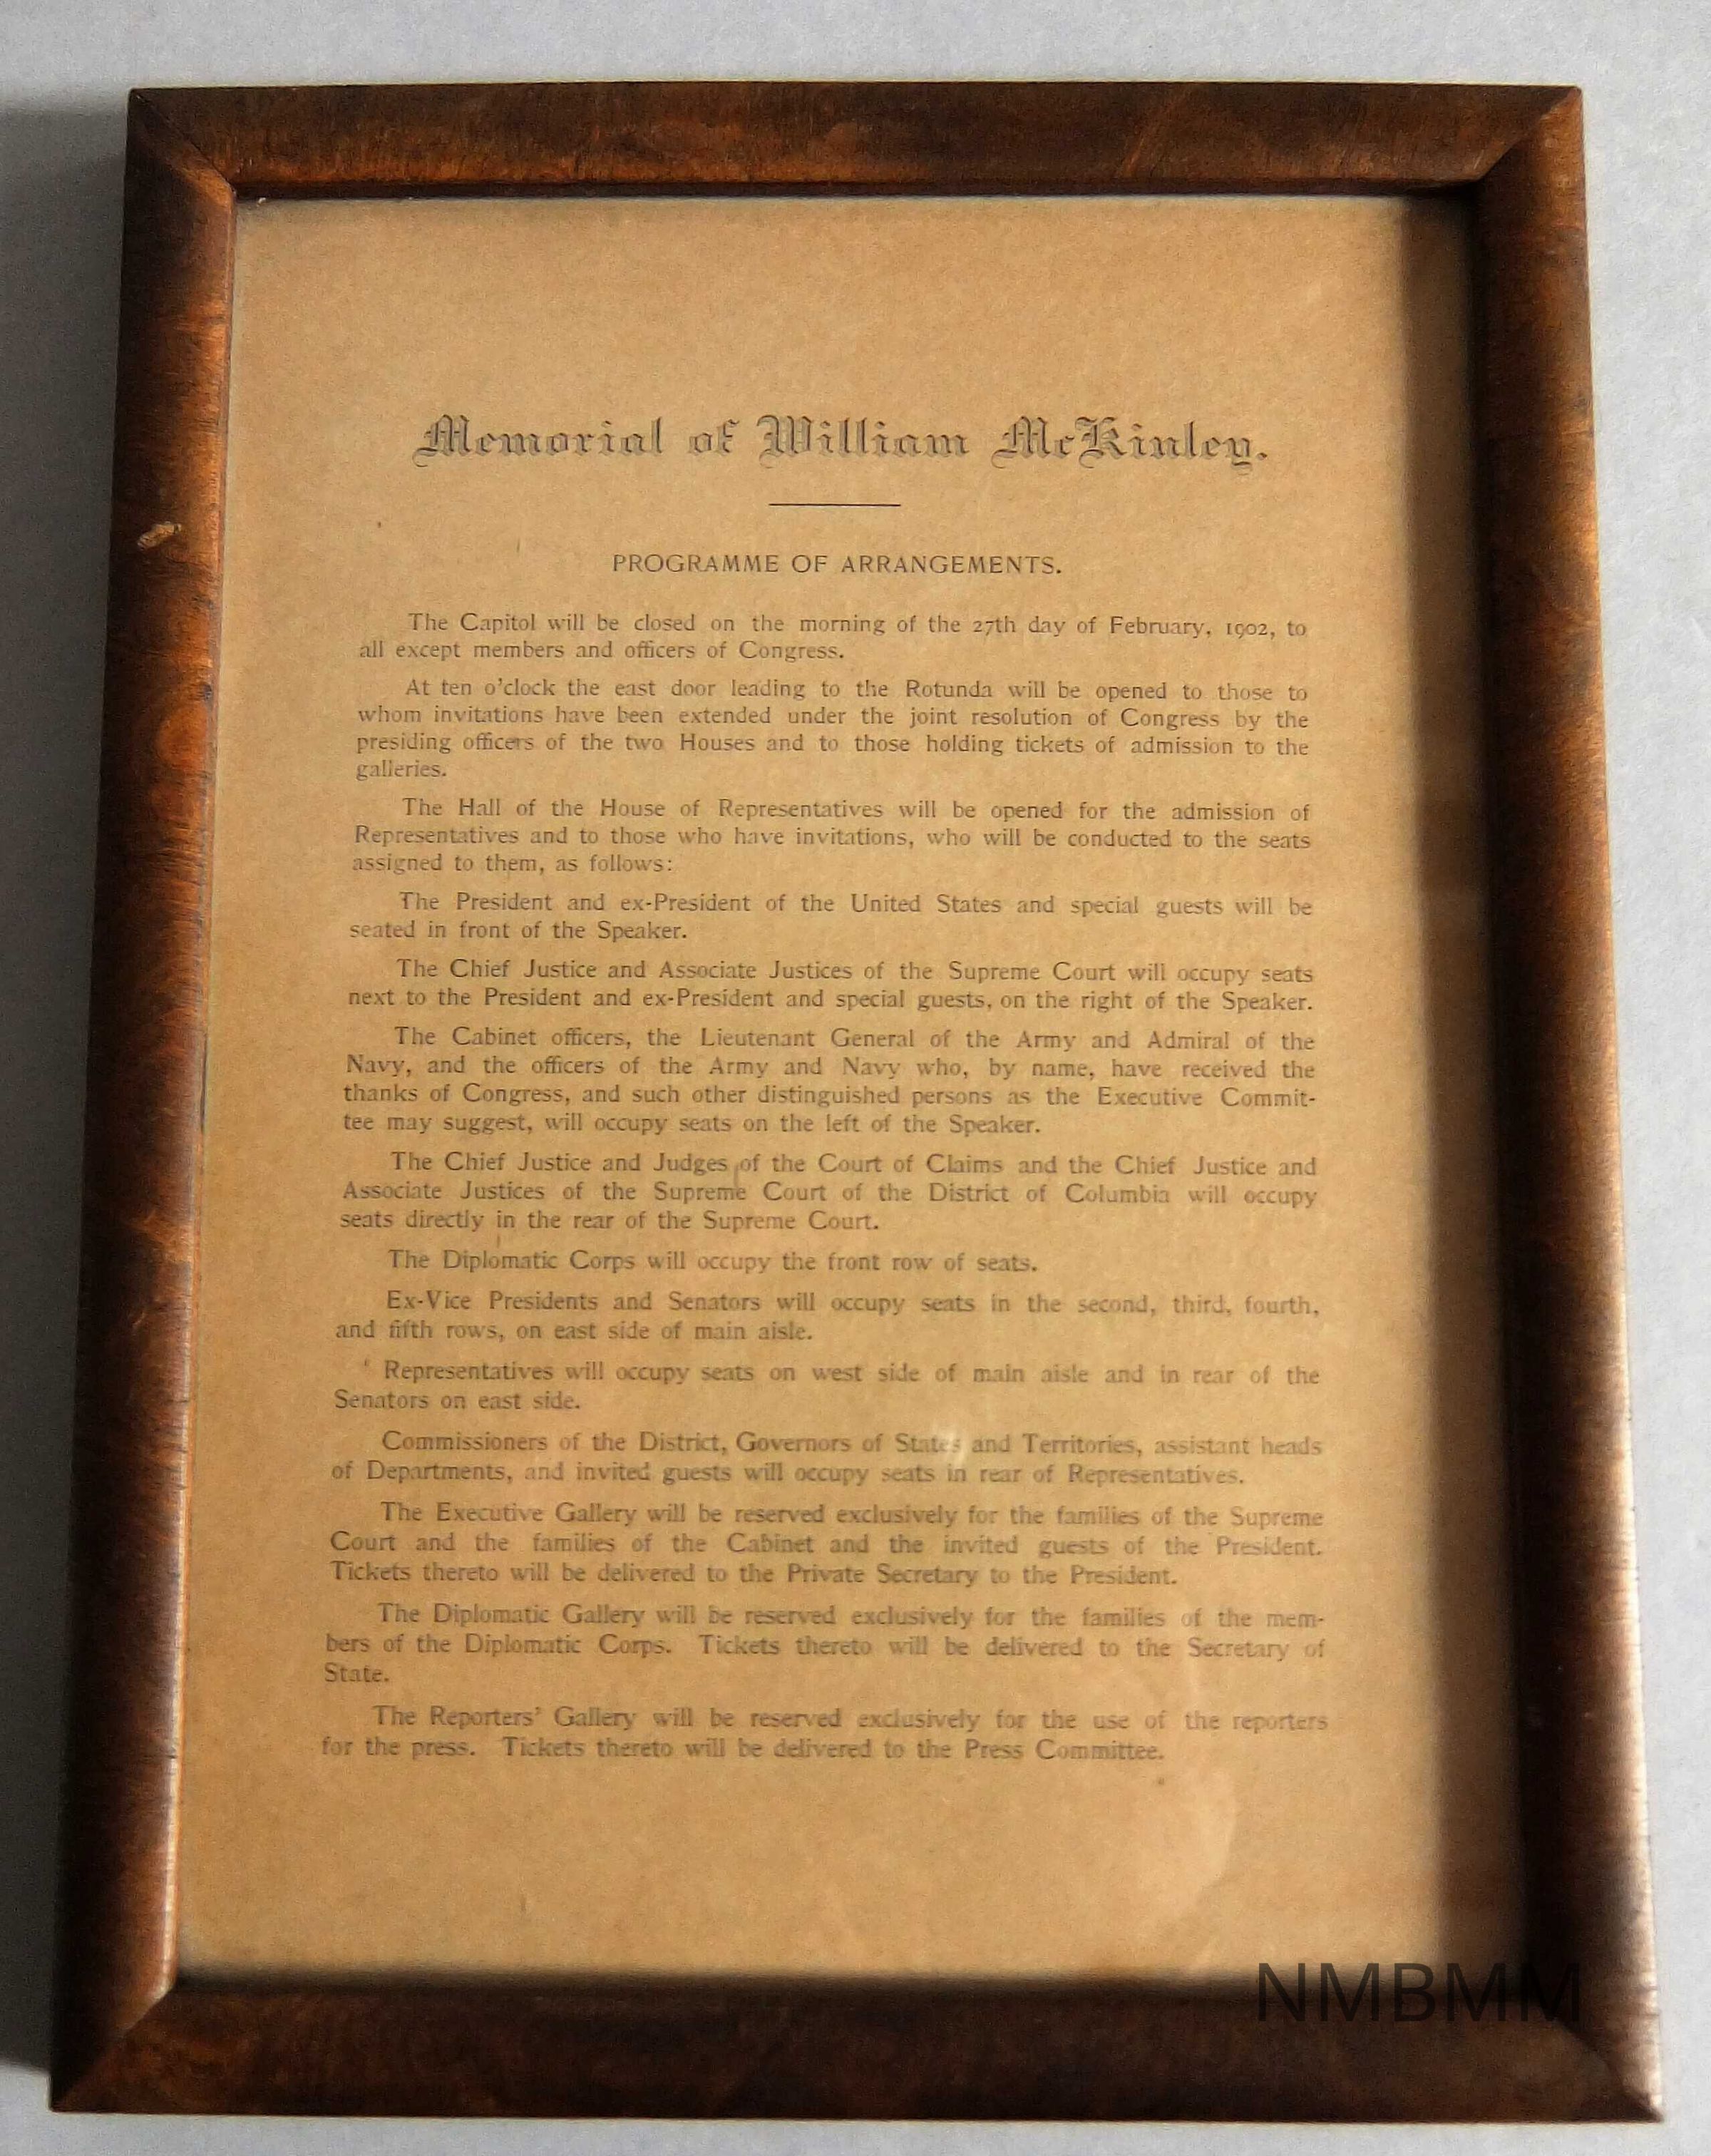 Memorial of William McKinley.
PROGRAMME OF ARRANGEMENTS.
The Capitol will be closed on the morning of the 27th day of February, 1902, to
all except members and officers of Congress.
At ten o'clock the east door leading to the Rotunda will be opened to those to
whom invitations have been extended under the joint resolution of Congress by the
presiding officers of the two Houses and to those holding tickets of admission to the
galleries.
The Hall of the House of Representatives will be opened for the admission of
Representatives and to those who have invitations, who will be conducted to the seats
assigned to them, as follows:
The President and ex-President of the United States and special guests will be
seated in front of the Speaker.
The Chief Justice and Associate Justices of the Supreme Court will occupy seats
next to the President and ex-President and special guests, on the right of the Speaker.
The Cabinet officers, the Lieutenant General of the Army and Admiral of the
Navy, and the officers of the Army and Navy who, by name, have received the
thanks of Congress, and such other distinguished persons as the Executive Commit-
tee may suggest, will occupy seats on the left of the Speaker.
The Chief Justice and Judges of the Court of Claims and the Chief Justice and
Associate Justices of the Supreme Court of the District of Columbia will occupy
seats directly in the rear of the Supreme Court.
The Diplomatic Corps will occupy the front row of seats.
Ex-Vice Presidents and Senators will occupy seats in the second, third, fourth,
and fifth rows, on east side of main aisle.
Representatives will occupy seats on west side of main aisle and in rear of the
Senators on east side.
Commissioners of the District, Governors of States and Territories, assistant heads
of Departments, and invited guests will occupy seats in rear of Representatives.
The Executive Gallery will be reserved exclusively for the families of the Supreme
Court and the families of the Cabinet and the invited guests of the President.
Tickets thereto will be delivered to the Private Secretary to the President.
The Diplomatic Gallery will be reserved exclusively for the families of the mem-
bers of the Diplomatic Corps. Tickets thereto will be delivered to the Secretary of
State.
The Reporters' Gallery will be reserved exclusively for the use of the reporters
for the press. Tickets thereto will be delivered to the Press Committee.
NMBMM